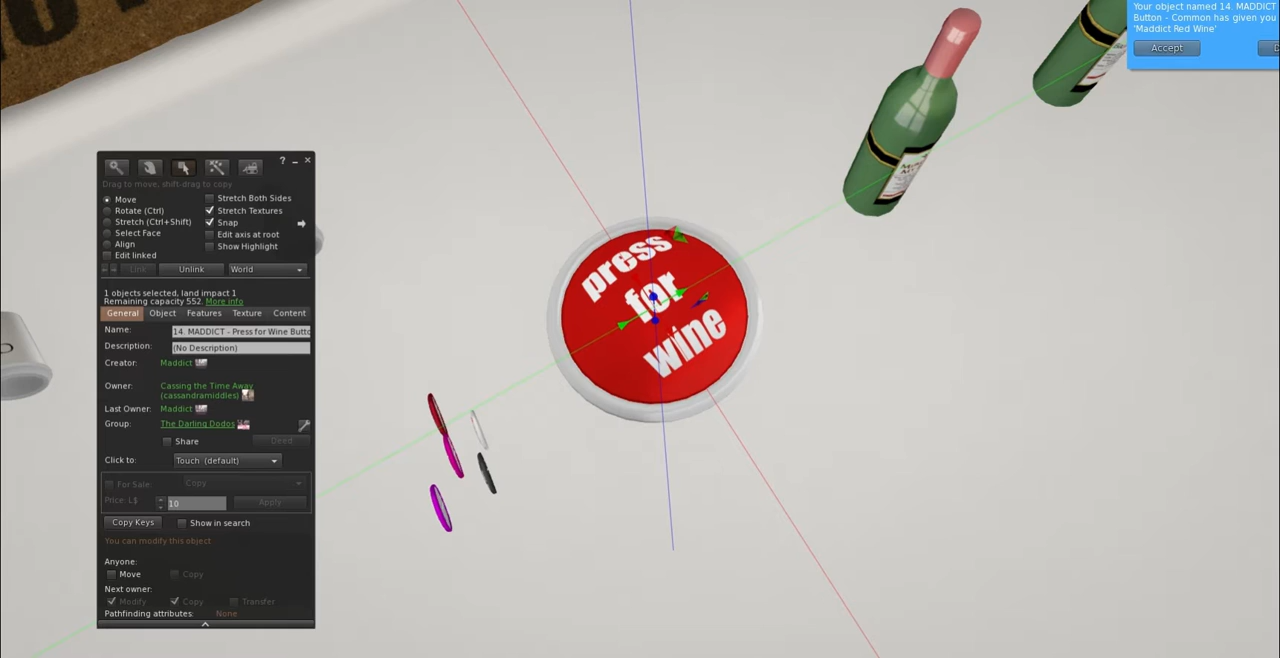 Your object named 14. MADDICT
Button - Common has given you
'Maddict Red Wine'
Accept
D
press
for
wine
?
Drag to move, shift-drag to copy
Move
Rotate (Ctrl)
Stretch (Ctrl+Shift)
Select Face
Align
Edit linked
Stretch Both Sides
Stretch Textures
Snap
Edit axis at root
Show Highlight
Link
Unlink
World
1 objects selected, land impact 1
Remaining capacity 552. More info
General Object Features Texture Content
Name: 14. MADDICT - Press for Wine Butto
Description: (No Description)
Creator: Maddict
Owner: Cassing the Time Away
(cassandramiddles)
Last Owner: Maddict
Group: The Darling Dodos
Share Deed
Click to: Touch (default)
For Sale: Copy
Price: L$ 10 Apply
Copy Keys Show in search
You can modify this object
Anyone:
Move Copy
Next owner:
Modify Copy Transfer
Pathfinding attributes: None